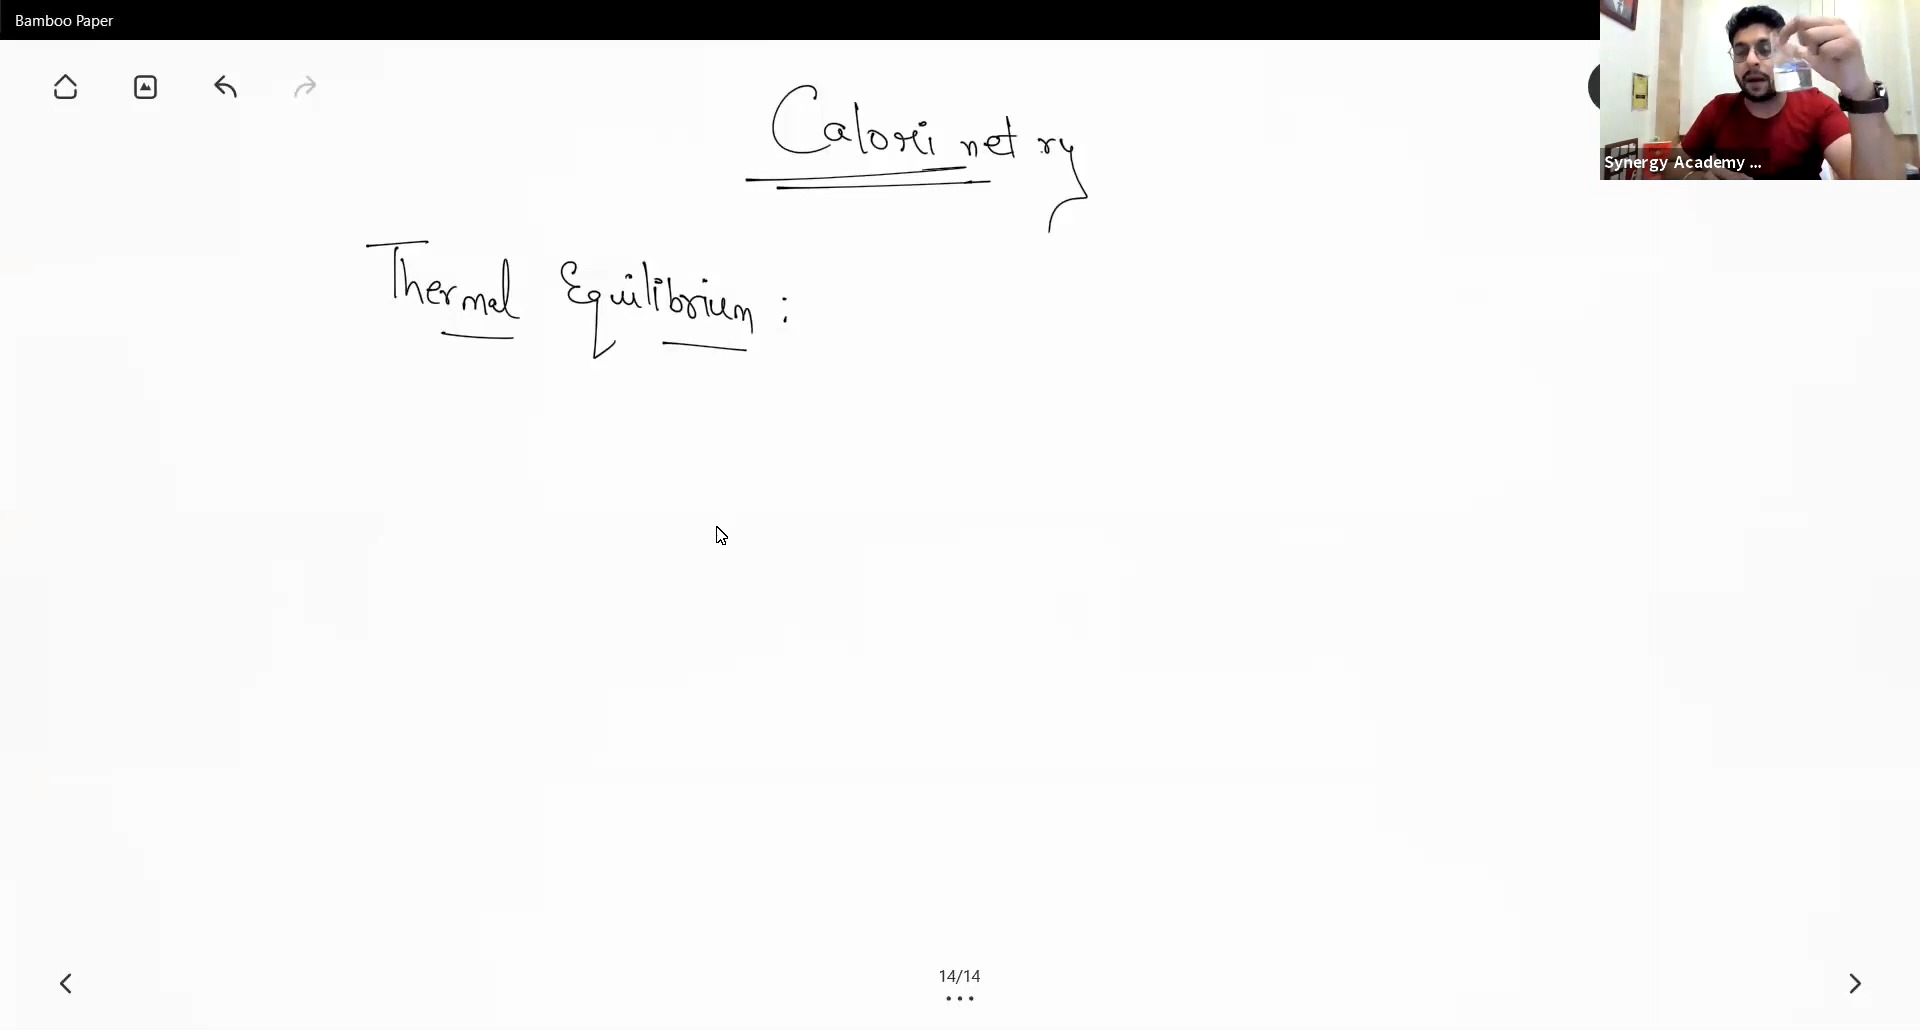 Bamboo Paper
Synergy Academy ...
Calorimetry
Thermal Equilibrium :
14/14